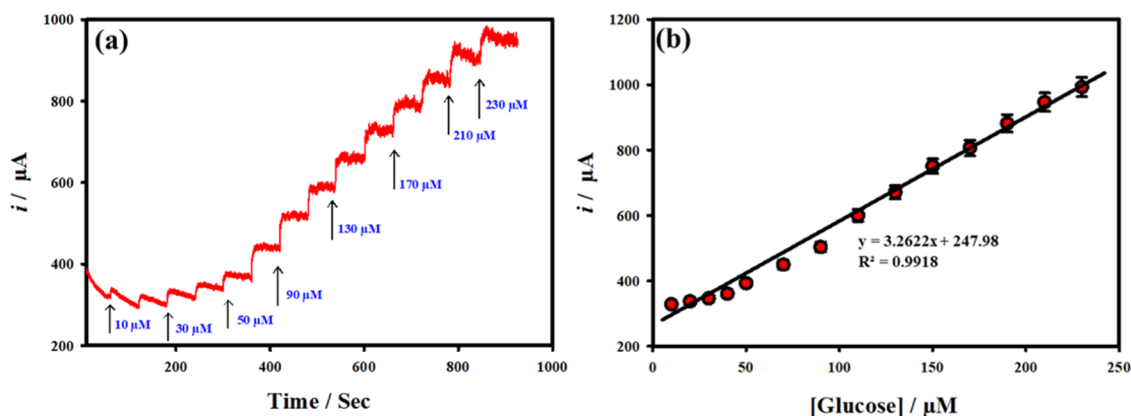 (a)
i / µA
1000
800
600
400
200
200
400
600
800
1000
Time / Sec
10 µM
30 µM
50 µM
90 µM
130 µM
170 µM
210 µM
230 µM
(b)
i / µA
1200
1000
800
600
400
200
0
50
100
150
200
250
[Glucose] / µM
y = 3.2622x + 247.98
R² = 0.9918